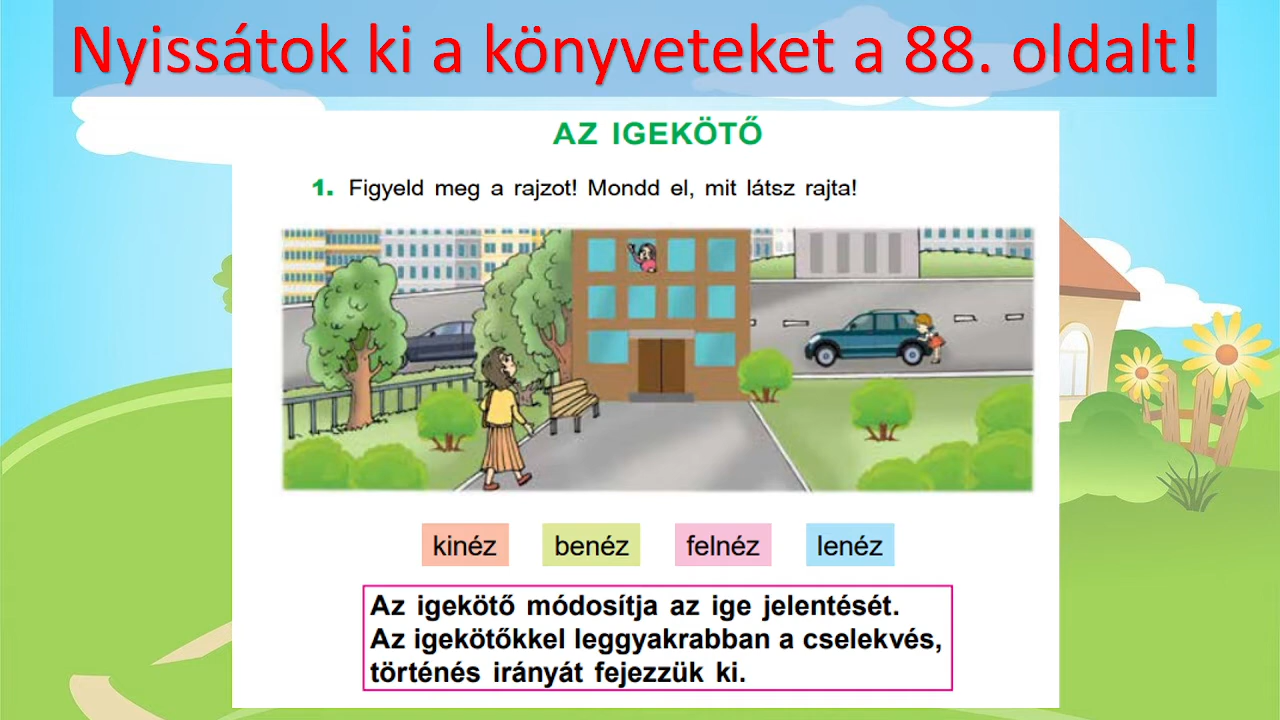 Nyissátok ki a könyveteket a 88. oldalt!
AZ IGEKÖTŐ
1. Figyeld meg a rajzot! Mondd el, mit látsz rajta!
kinéz benéz felnéz lenéz
Az igekötő módosítja az ige jelentését.
Az igekötőkkel leggyakrabban a cselekvés,
történés irányát fejezzük ki.